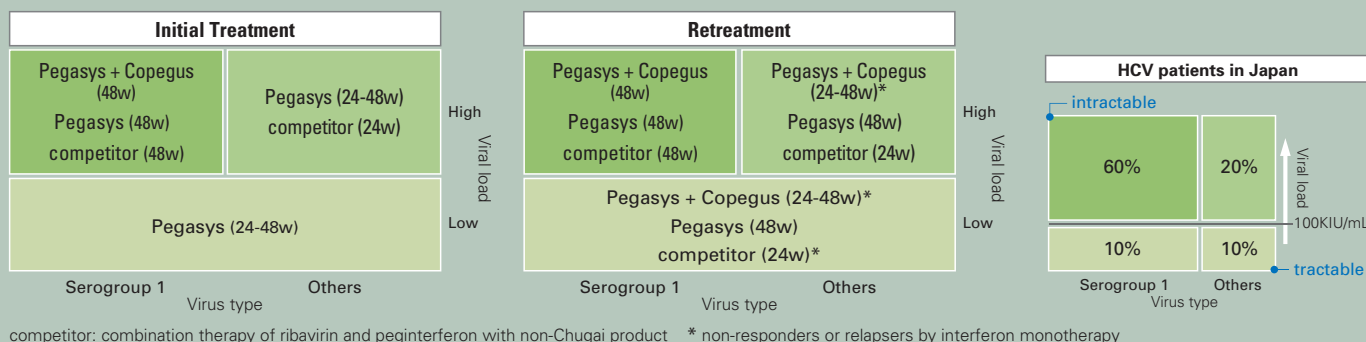 Initial Treatment
Pegasys + Copegus
(48w)
Pegasys (48w)
competitor (48w)
Pegasys (24-48w)
competitor (24w)
Pegasys (24-48w)
High
Viral load
Low
Serogroup 1
Others
Virus type
Retreatment
Pegasys + Copegus
(48w)
Pegasys (48w)
competitor (48w)
Pegasys + Copegus
(24-48w)*
Pegasys (48w)
competitor (24w)
Pegasys + Copegus (24-48w)*
Pegasys (48w)
competitor (24w)*
High
Viral load
Low
Serogroup 1
Others
Virus type
HCV patients in Japan
intractable
60%
20%
10%
10%
Viral load
100KIU/mL
tractable
Serogroup 1
Others
Virus type
competitor: combination therapy of ribavirin and peginterferon with non-Chugai product * non-responders or relapsers by interferon monotherapy